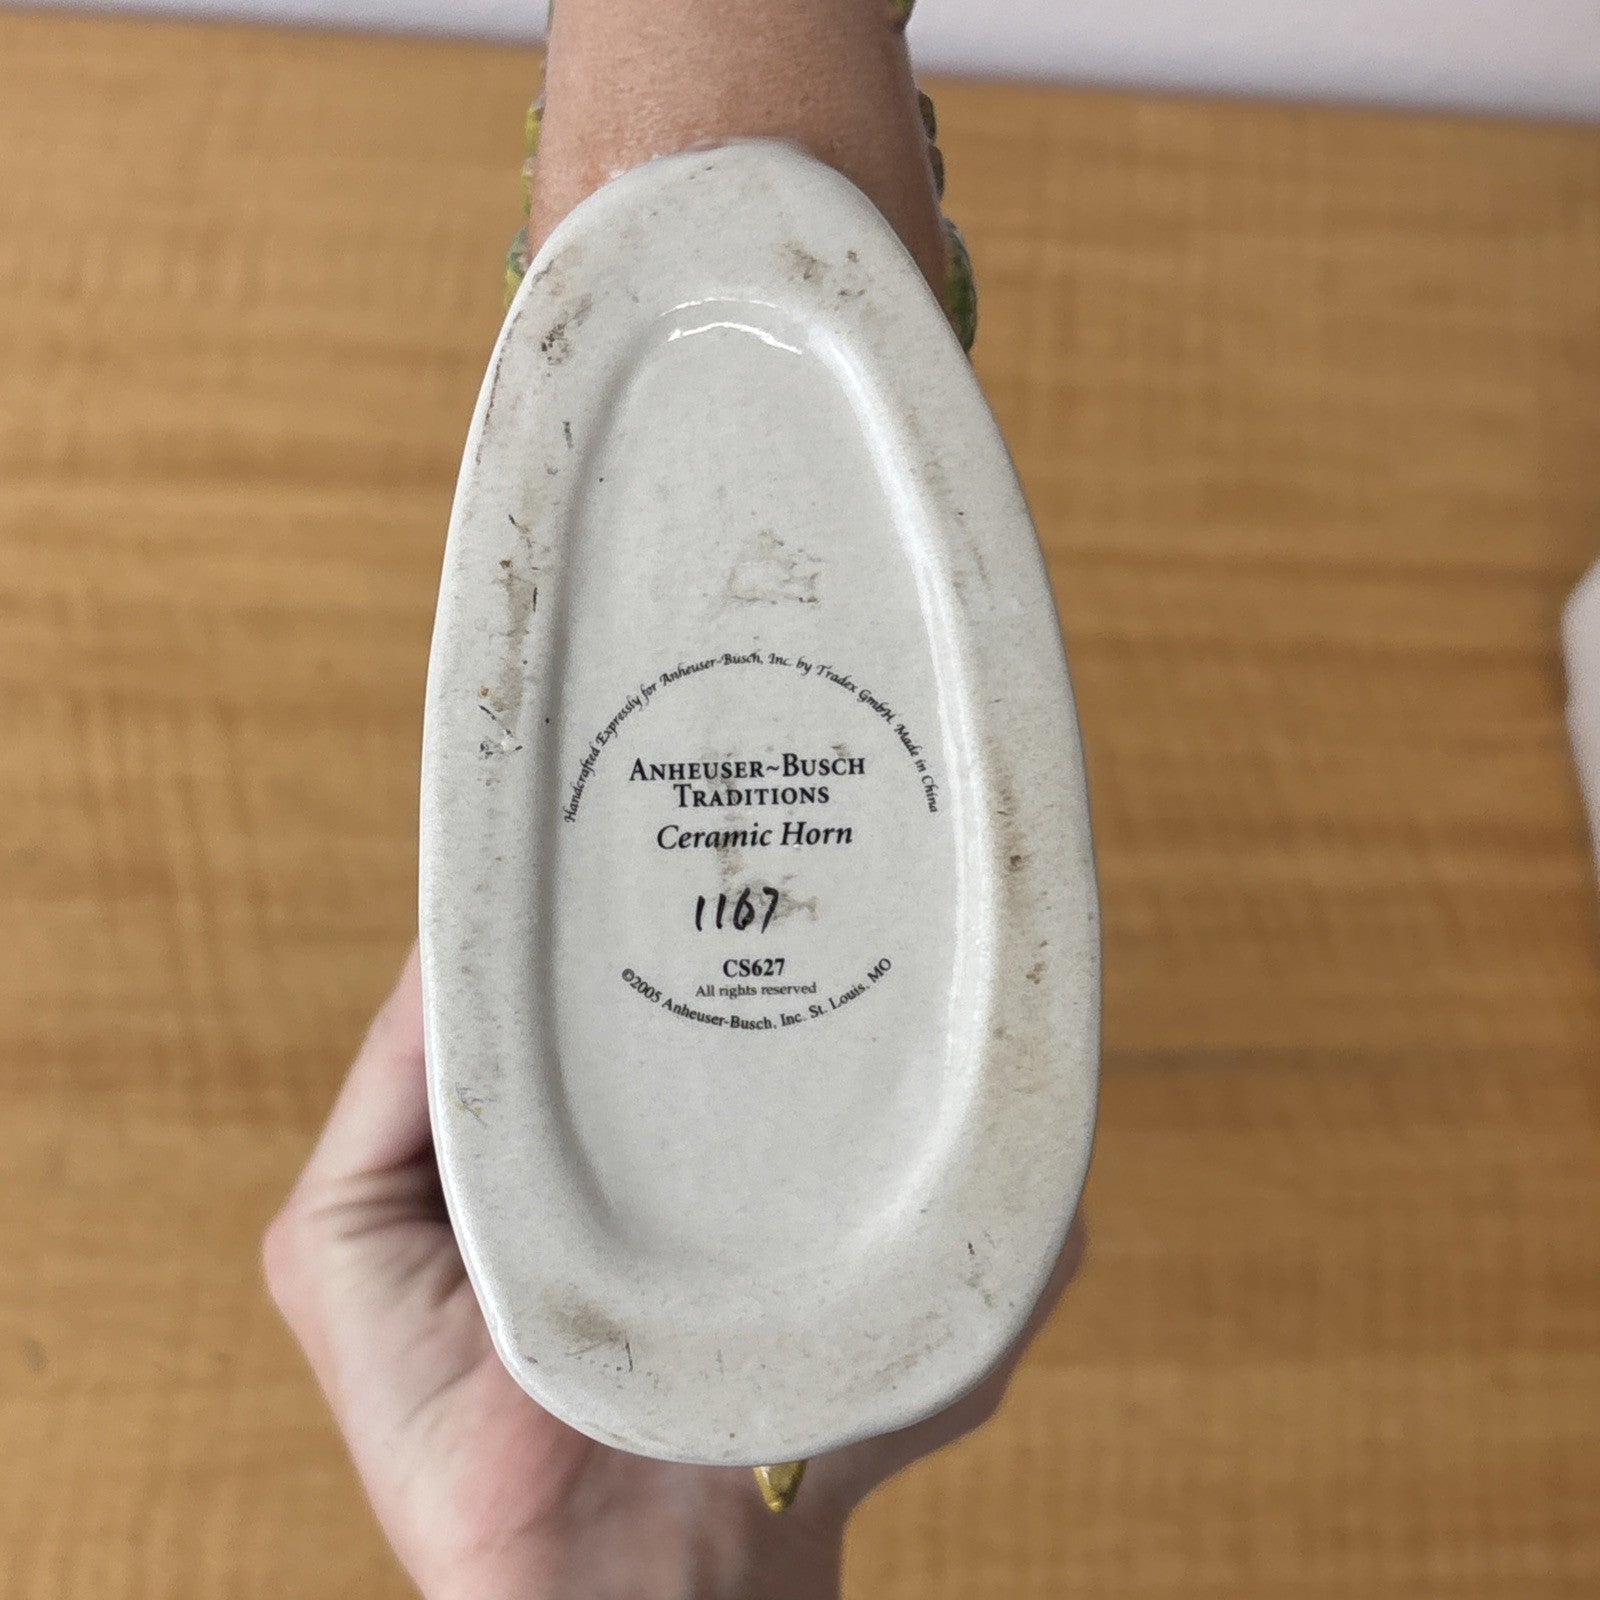 Handcrafted Expressly for Anheuser-Busch, Inc. by Tradex GmbH. Made in China
ANHEUSER~BUSCH
TRADITIONS
Ceramic Horn
1167
CS627
All rights reserved
©2005 Anheuser-Busch, Inc. St. Louis, MO